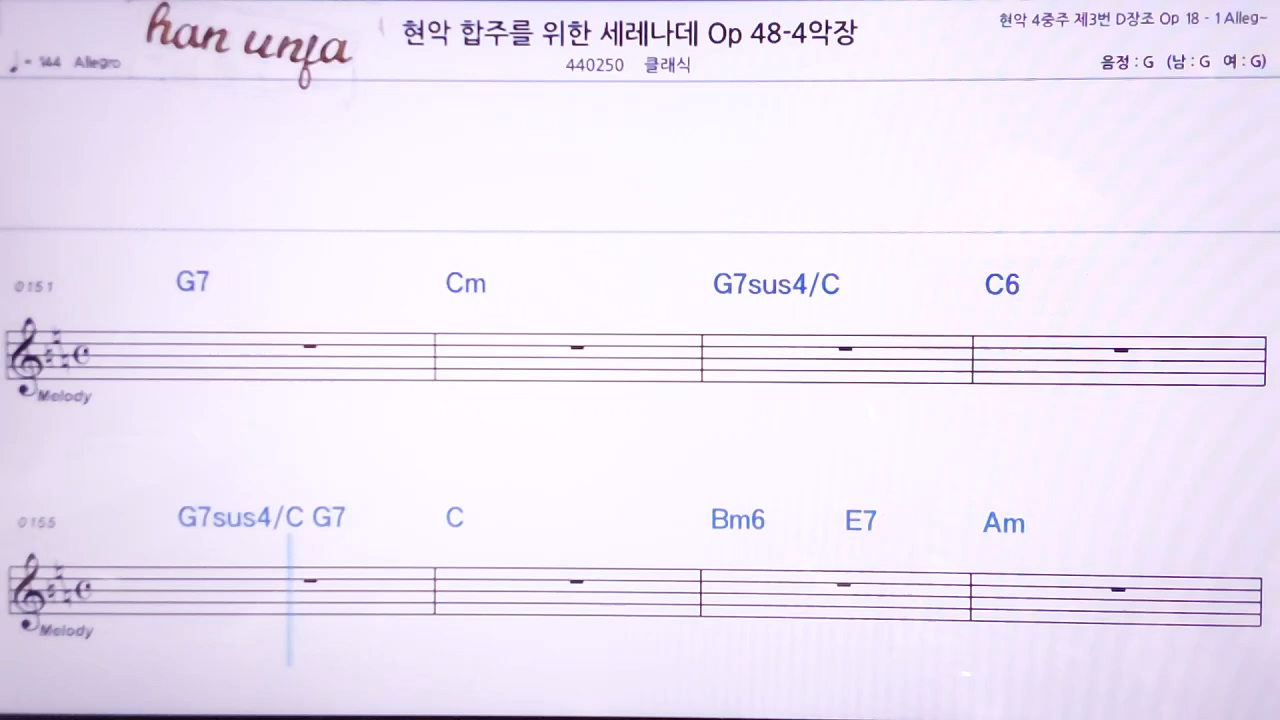 han unja
현악 합주를 위한 세레나데 Op 48-4악장
현악 4중주 제3번 D장조 Op 18 - 1 Alleg~
♩ = 144 Allegro
440250 클래식
음정 : G (남 : G 여 : G)
0151 G7 Cm G7sus4/C C6
Melody
0155 G7sus4/C G7 C Bm6 E7 Am
Melody